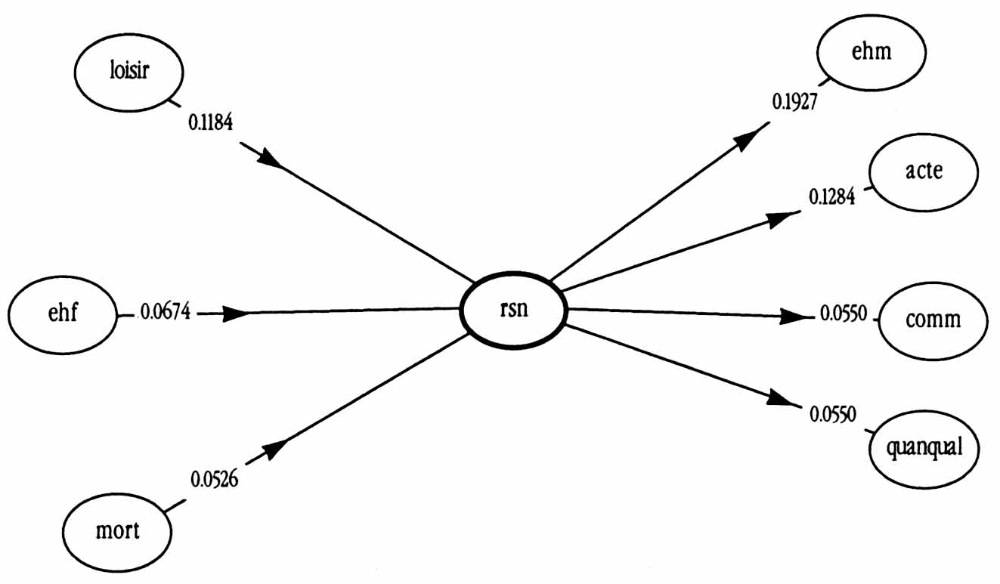 loisir
0.1184
ehf
0.0674
mort
0.0526
rsn
ehm
0.1927
acte
0.1284
comm
0.0550
quanqual
0.0550